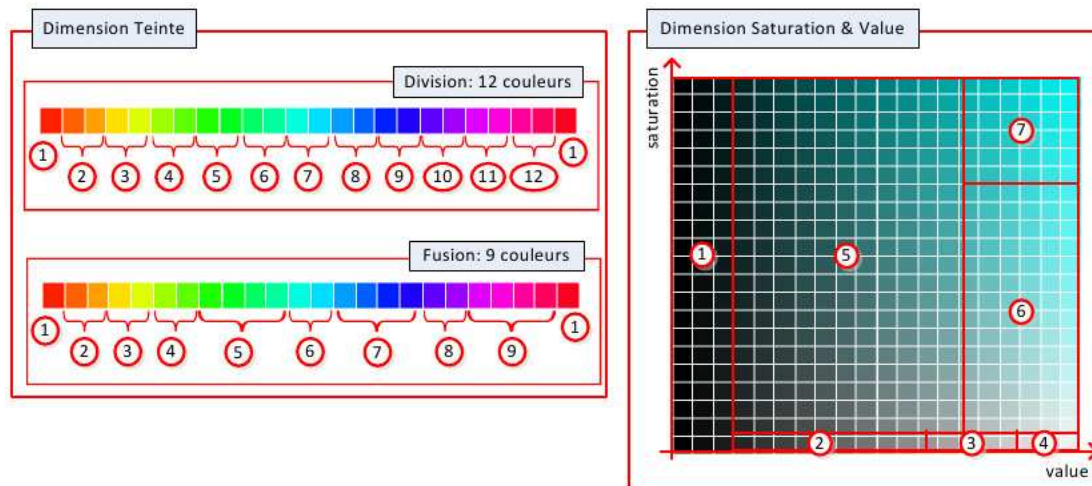 Dimension Teinte
Division: 12 couleurs
1 2 3 4 5 6 7 8 9 10 11 12 1
Fusion: 9 couleurs
1 2 3 4 5 6 7 8 9 1
Dimension Saturation & Value
saturation
7
1 5
6
2 3 4
value